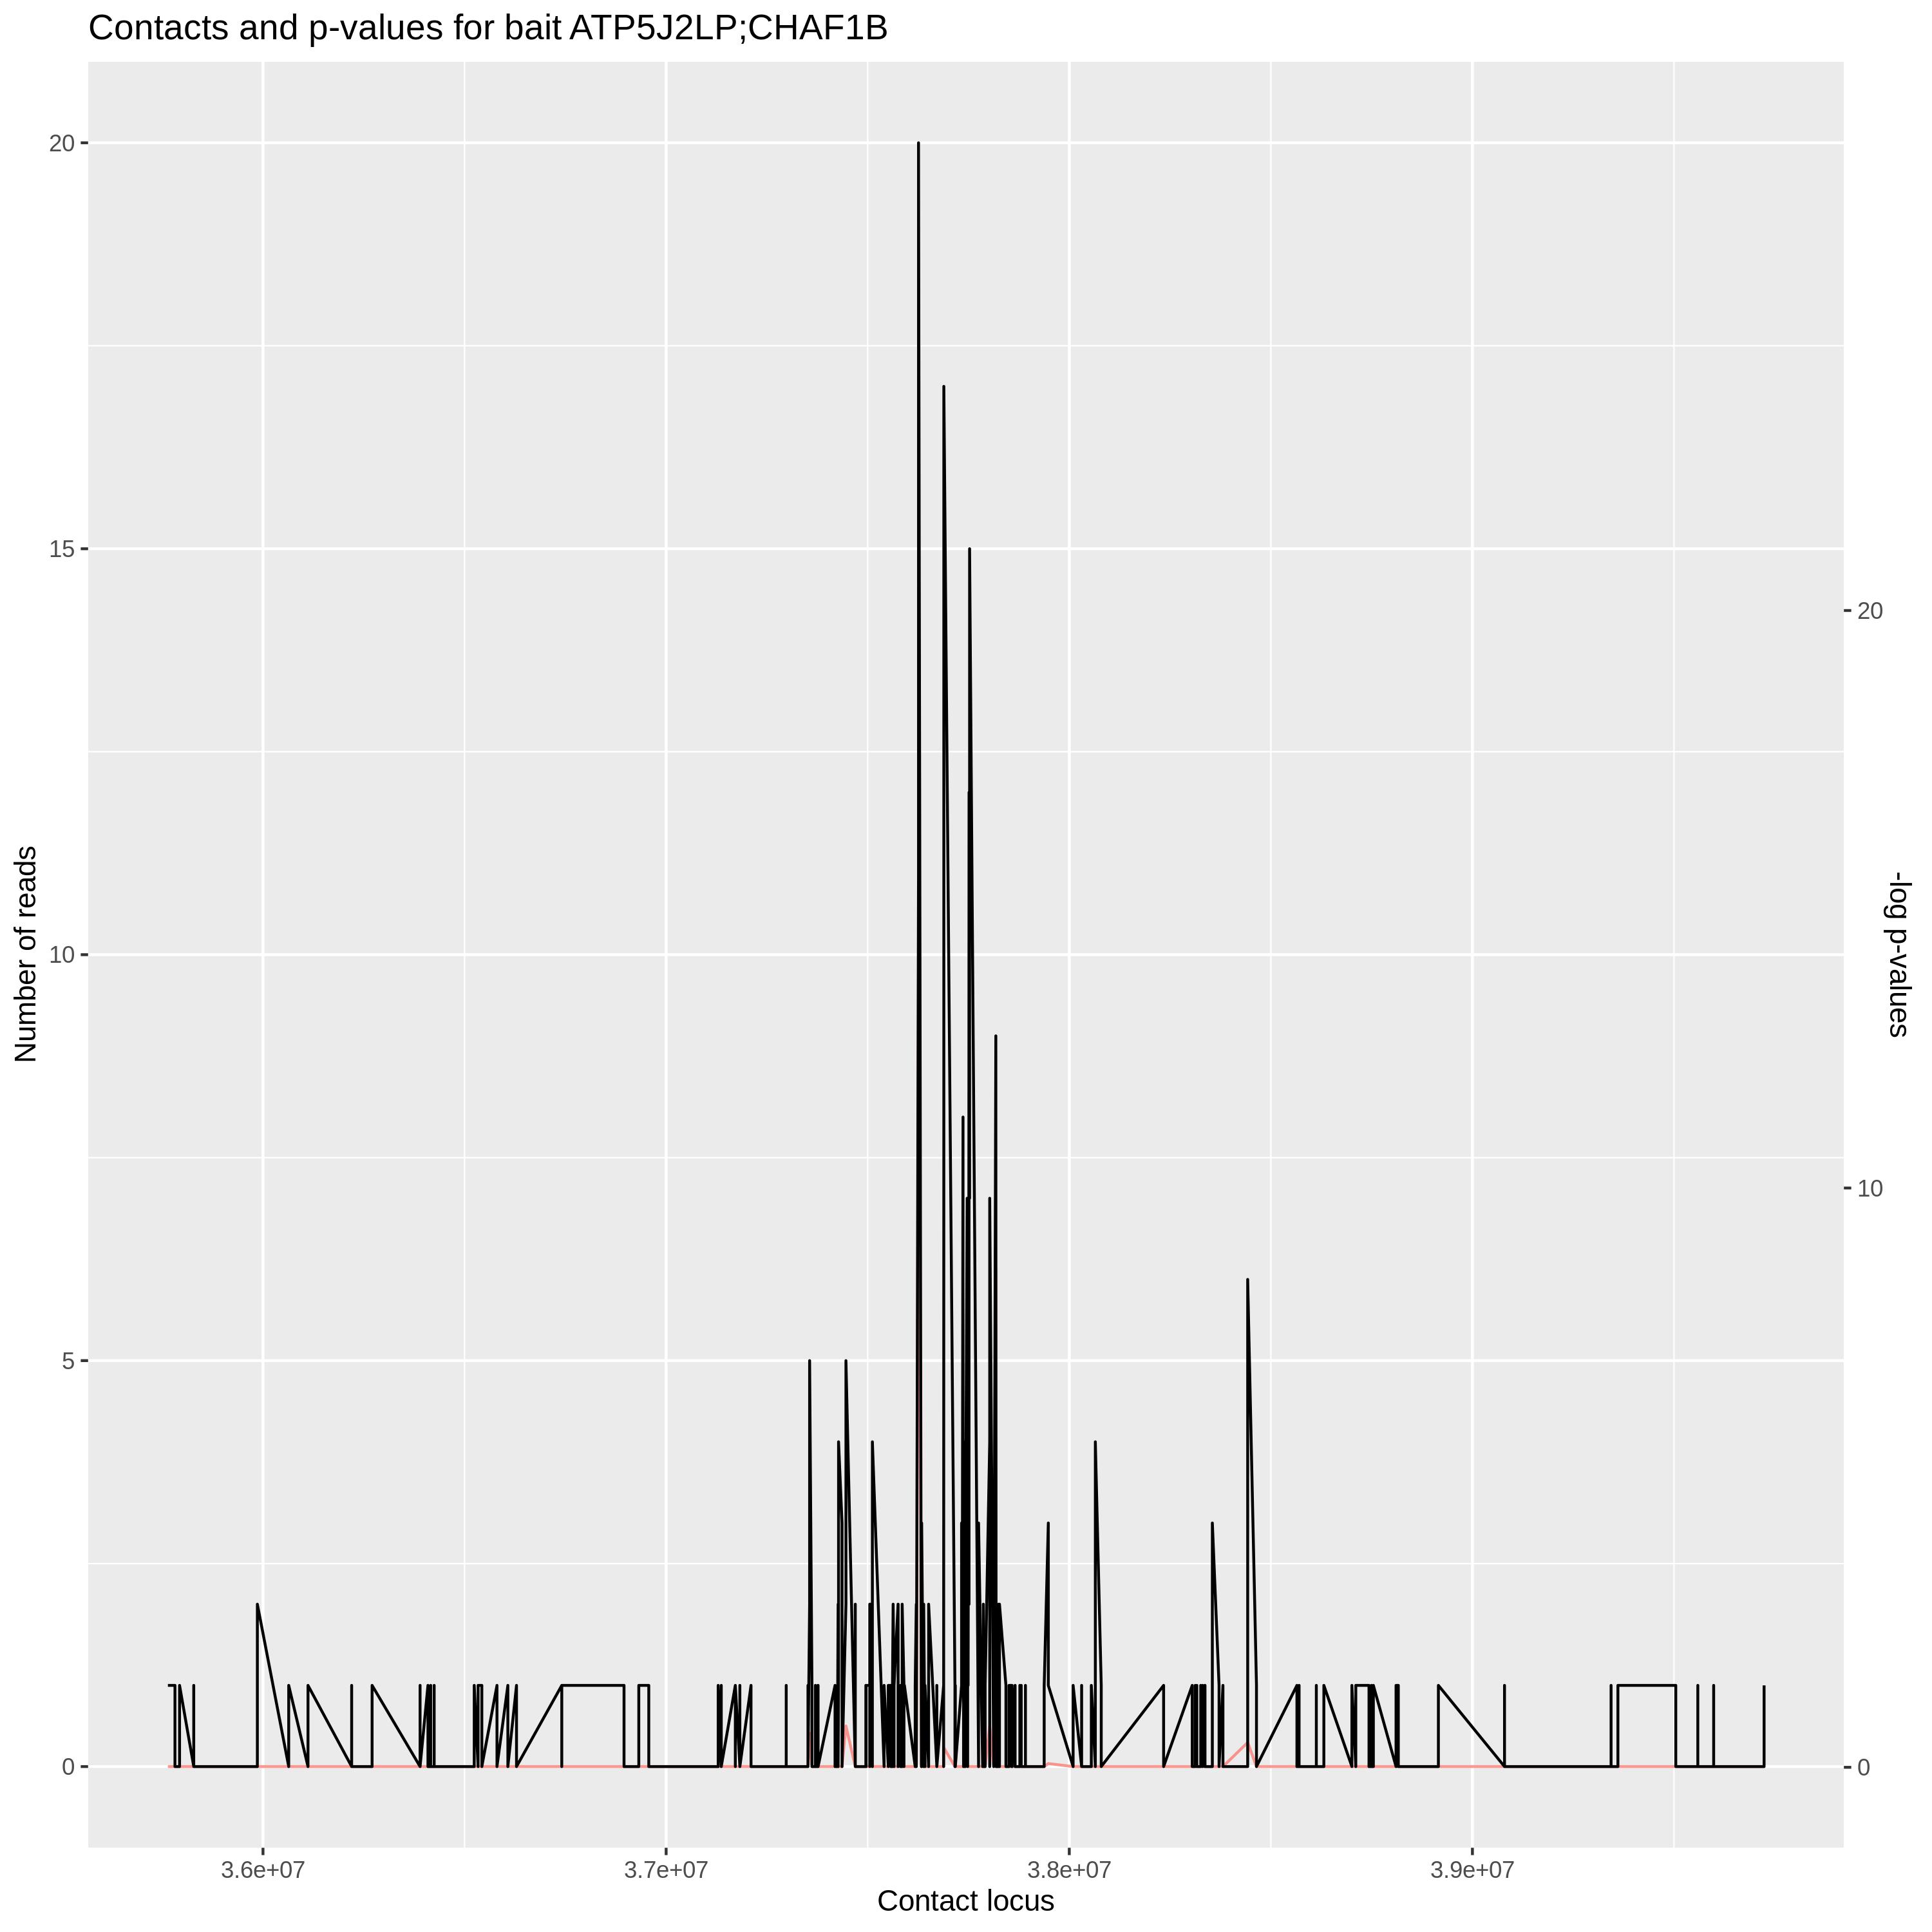 Contacts and p-values for bait ATP5J2LP;CHAF1B
20
15
10
5
0
Number of reads
20
10
0
-log p-values
3.6e+07
3.7e+07
3.8e+07
3.9e+07
Contact locus